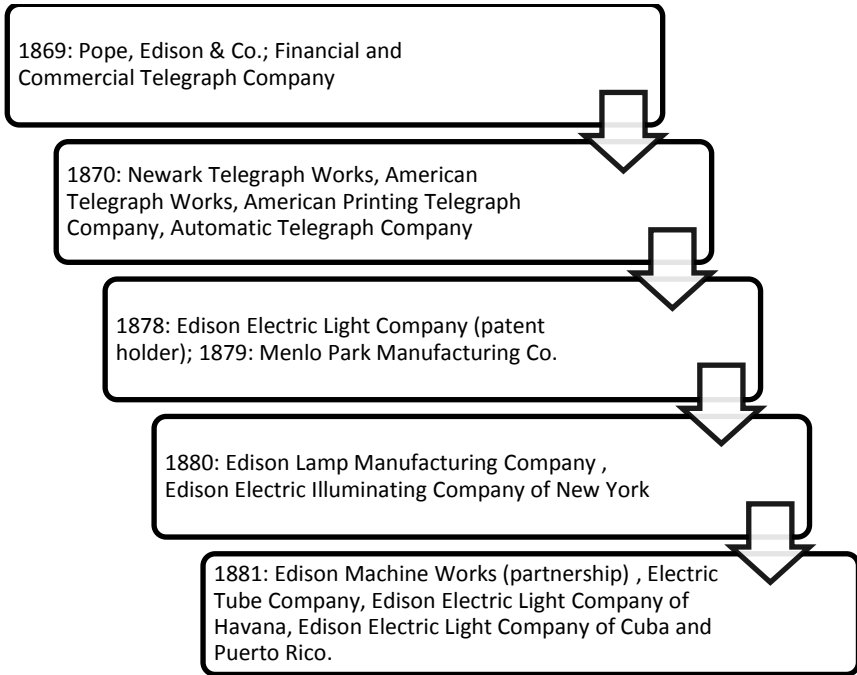 1869: Pope, Edison & Co.; Financial and
Commercial Telegraph Company
1870: Newark Telegraph Works, American
Telegraph Works, American Printing Telegraph
Company, Automatic Telegraph Company
1878: Edison Electric Light Company (patent
holder); 1879: Menlo Park Manufacturing Co.
1880: Edison Lamp Manufacturing Company ,
Edison Electric Illuminating Company of New York
1881: Edison Machine Works (partnership) , Electric
Tube Company, Edison Electric Light Company of
Havana, Edison Electric Light Company of Cuba and
Puerto Rico.